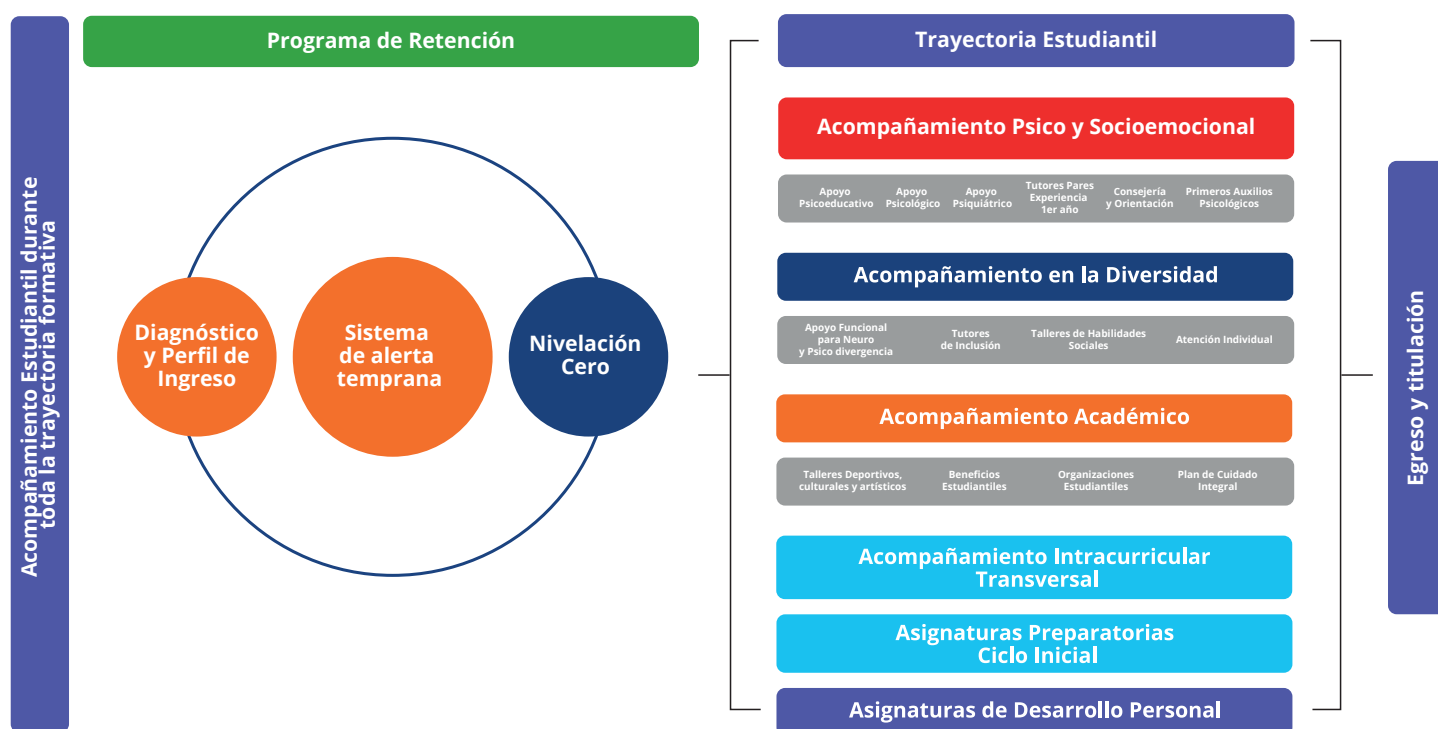 Acompañamiento Estudiantil durante
toda la trayectoria formativa
Programa de Retención
Diagnóstico
y Perfil de
Ingreso
Sistema
de alerta
temprana
Nivelación
Cero
Trayectoria Estudiantil
Acompañamiento Psico y Socioemocional
Apoyo
Psicoeducativo
Apoyo
Psicológico
Apoyo
Psiquiátrico
Tutores Pares
Experiencia
1er año
Consejería
y Orientación
Primeros Auxilios
Psicológicos
Acompañamiento en la Diversidad
Apoyo Funcional
para Neuro
y Psico divergencia
Tutores
de Inclusión
Talleres de Habilidades
Sociales
Atención Individual
Acompañamiento Académico
Talleres Deportivos,
culturales y artísticos
Beneficios
Estudiantiles
Organizaciones
Estudiantiles
Plan de Cuidado
Integral
Acompañamiento Intracurricular
Transversal
Asignaturas Preparatorias
Ciclo Inicial
Asignaturas de Desarrollo Personal
Egreso y titulación